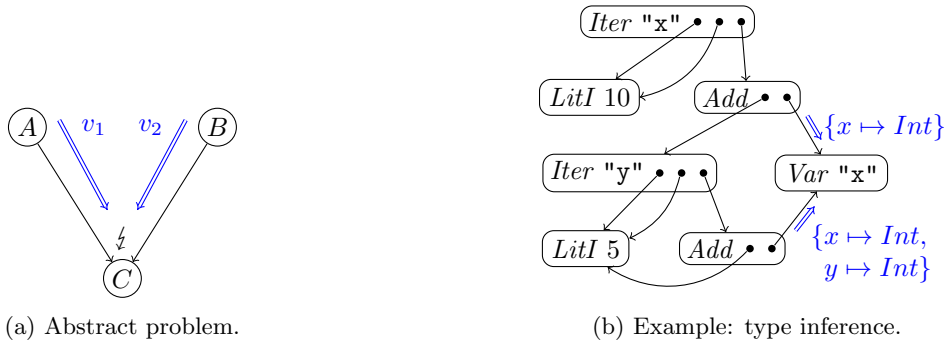 A
v₁
v₂
B
C
(a) Abstract problem.
Iter "x"
LitI 10
Add
{x ↦ Int}
Iter "y"
Var "x"
LitI 5
Add
{x ↦ Int,
y ↦ Int}
(b) Example: type inference.